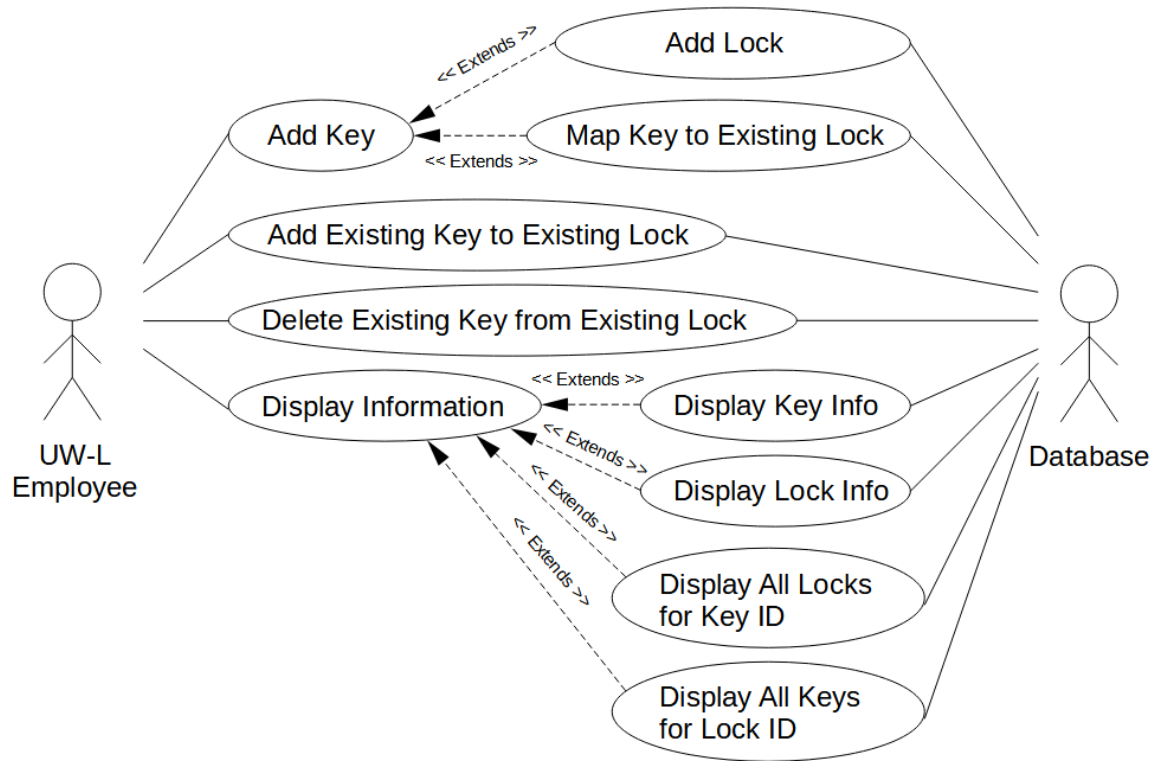 << Extends >>
Add Lock
Add Key
<< Extends >>
Map Key to Existing Lock
Add Existing Key to Existing Lock
Delete Existing Key from Existing Lock
Display Information
<< Extends >>
Display Key Info
<< Extends >>
Display Lock Info
<< Extends >>
Display All Locks
for Key ID
<< Extends >>
Display All Keys
for Lock ID
UW-L
Employee
Database